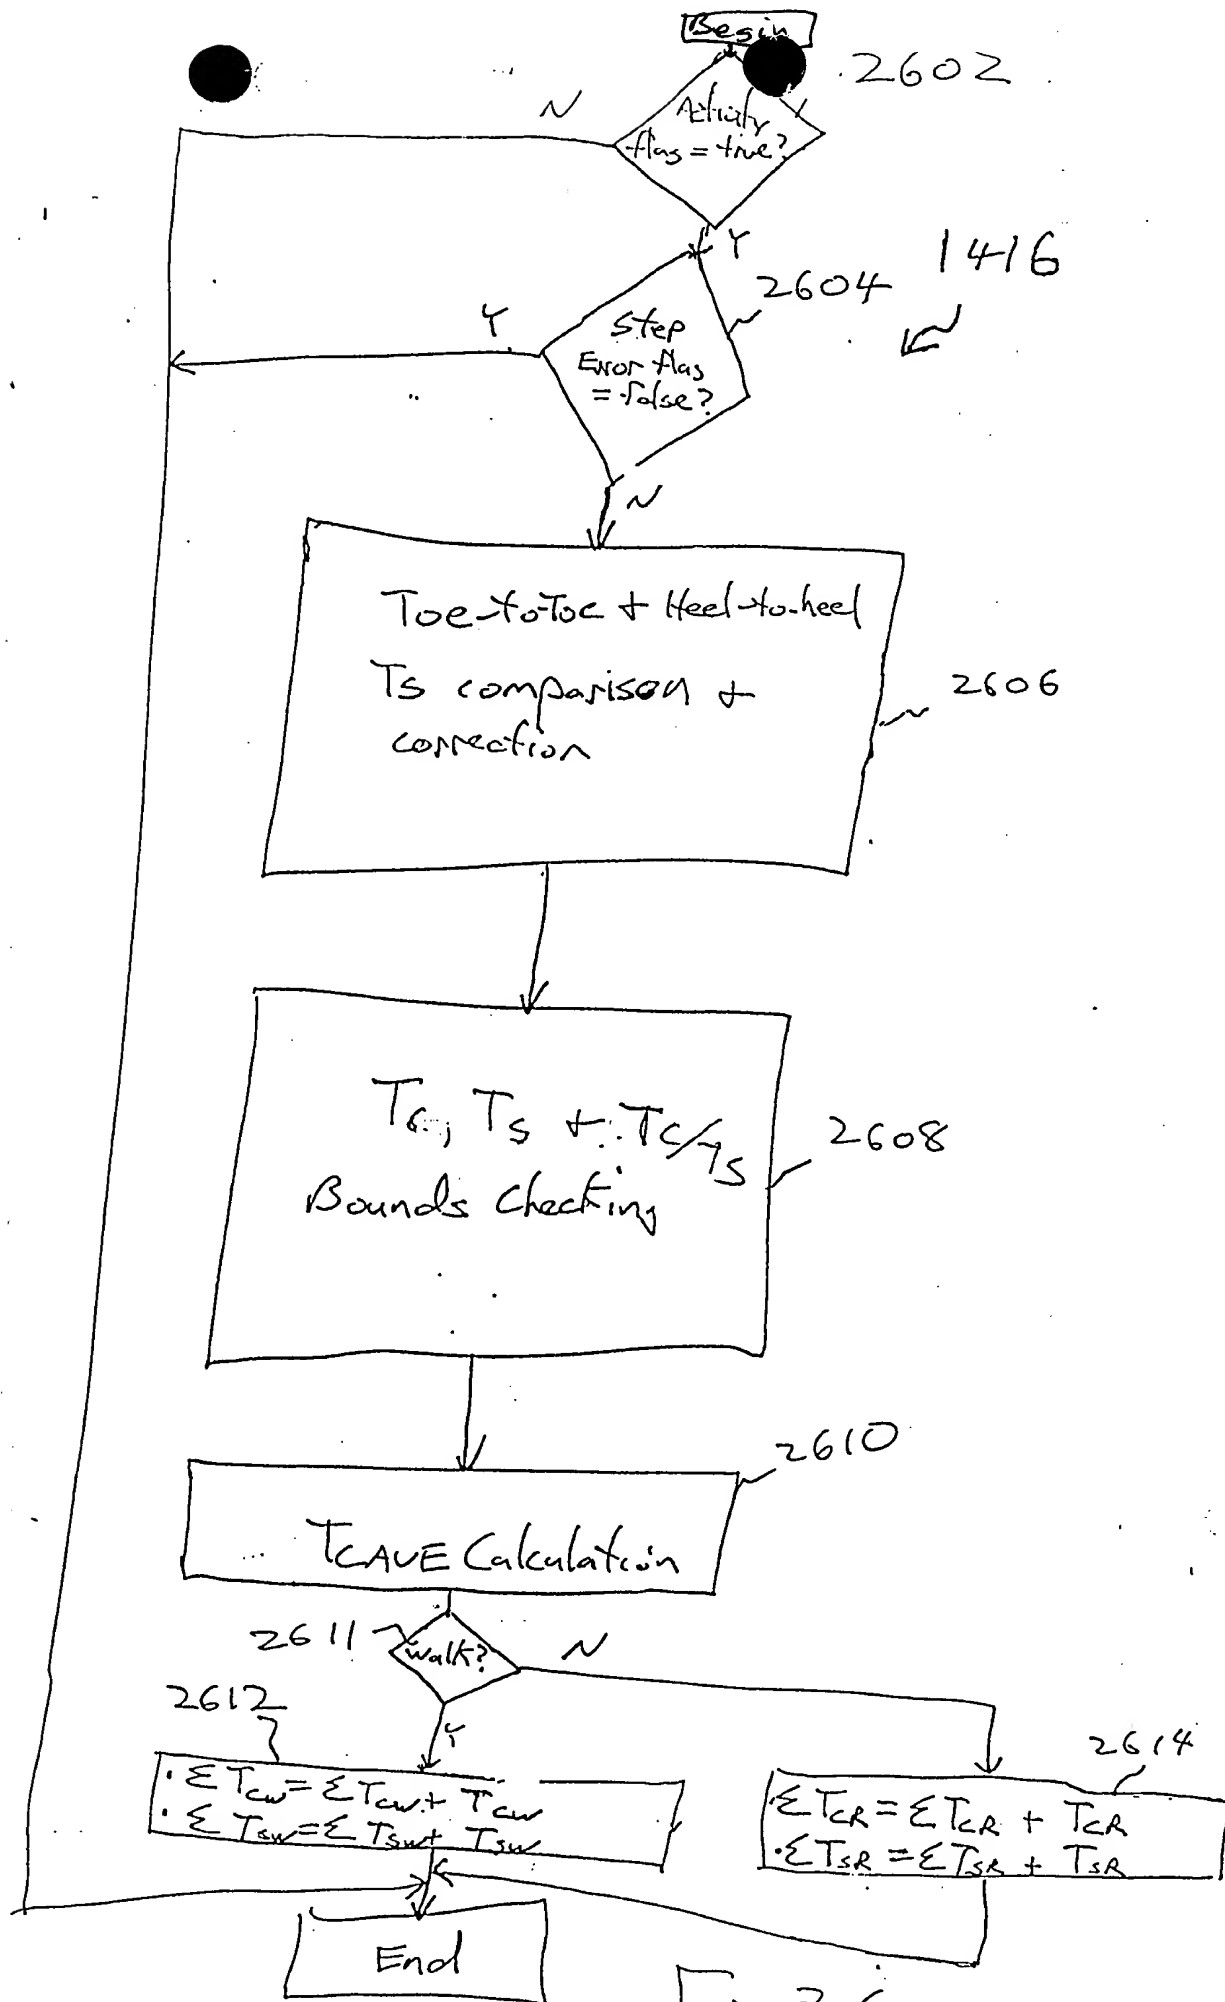 Begin
2602
N
Activity
flag = true?
Y
1416
2604
Y
Step
Error flag
= false?
N
Toe-to-Toe + Heel-to-heel
Ts comparison +
correction
2606
Tc, Ts + Tc/Ts
Bounds Checking
2608
2610
TCAVE Calculation
2611
walk?
N
2612
Y
2614
· ΣTcw = ΣTcw + Tcw
· ΣTsw = ΣTsw + Tsw
· ΣTCR = ΣTCR + TCR
· ΣTSR = ΣTSR + TSR
End